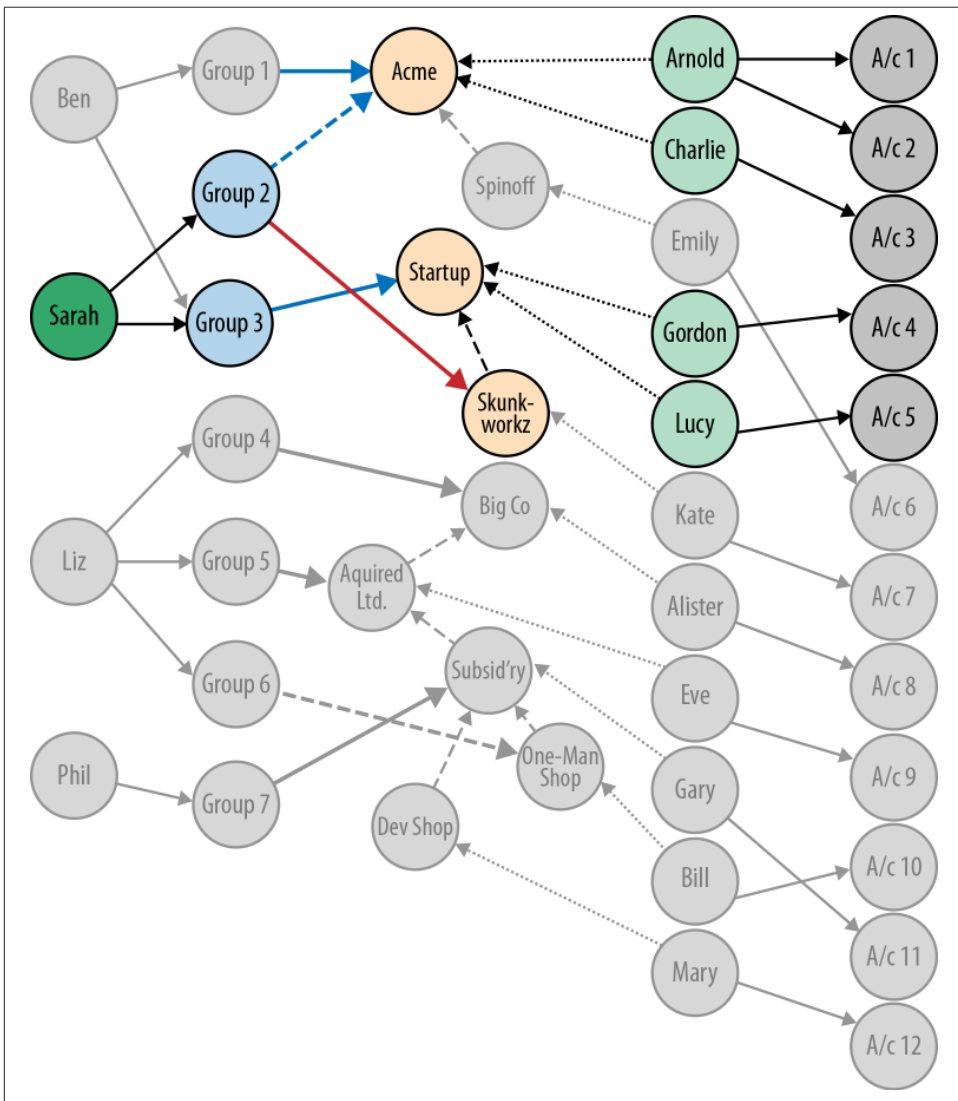 Ben
Group 1
Acme
Arnold
A/c 1
Group 2
Spinoff
Charlie
A/c 2
Sarah
Group 3
Startup
Emily
A/c 3
Gordon
A/c 4
Skunk-
workz
Lucy
A/c 5
Group 4
Big Co
Kate
A/c 6
Liz
Group 5
Aquired
Ltd.
Alister
A/c 7
Group 6
Subsid'ry
Eve
A/c 8
Phil
Group 7
One-Man
Shop
Gary
A/c 9
Dev Shop
Bill
A/c 10
Mary
A/c 11
A/c 12